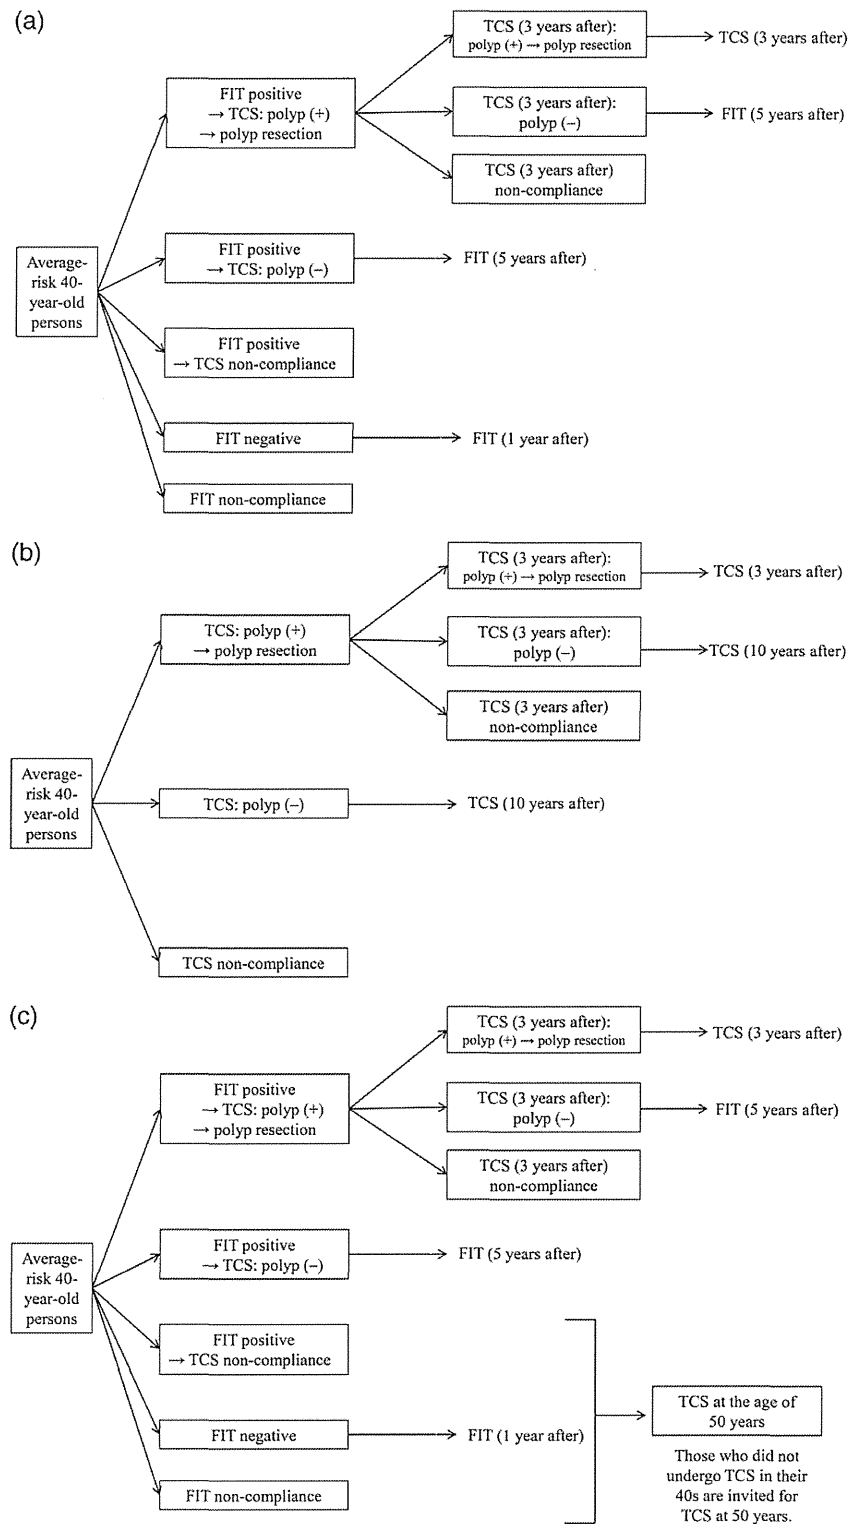 (a)
TCS (3 years after):
polyp (+) → polyp resection
TCS (3 years after)
FIT positive
→ TCS: polyp (+)
→ polyp resection
TCS (3 years after):
polyp (–)
FIT (5 years after)
TCS (3 years after)
non-compliance
Average-
risk 40-
year-old
persons
FIT positive
→ TCS: polyp (–)
FIT (5 years after)
FIT positive
→ TCS non-compliance
FIT negative
FIT (1 year after)
FIT non-compliance
(b)
TCS (3 years after):
polyp (+) → polyp resection
TCS (3 years after)
TCS: polyp (+)
→ polyp resection
TCS (3 years after):
polyp (–)
TCS (10 years after)
TCS (3 years after)
non-compliance
Average-
risk 40-
year-old
persons
TCS: polyp (–)
TCS (10 years after)
TCS non-compliance
(c)
TCS (3 years after):
polyp (+) → polyp resection
TCS (3 years after)
FIT positive
→ TCS: polyp (+)
→ polyp resection
TCS (3 years after):
polyp (–)
FIT (5 years after)
TCS (3 years after)
non-compliance
Average-
risk 40-
year-old
persons
FIT positive
→ TCS: polyp (–)
FIT (5 years after)
FIT positive
→ TCS non-compliance
FIT negative
FIT (1 year after)
FIT non-compliance
TCS at the age of
50 years
Those who did not
undergo TCS in their
40s are invited for
TCS at 50 years.